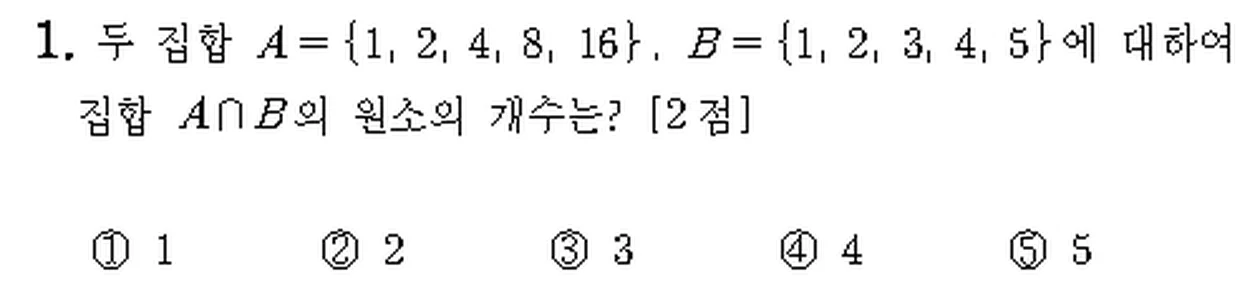 1. 두 집합 A={1, 2, 4, 8, 16}, B={1, 2, 3, 4, 5}에 대하여
집합 A∩B의 원소의 개수는? [2점]
① 1 ② 2 ③ 3 ④ 4 ⑤ 5